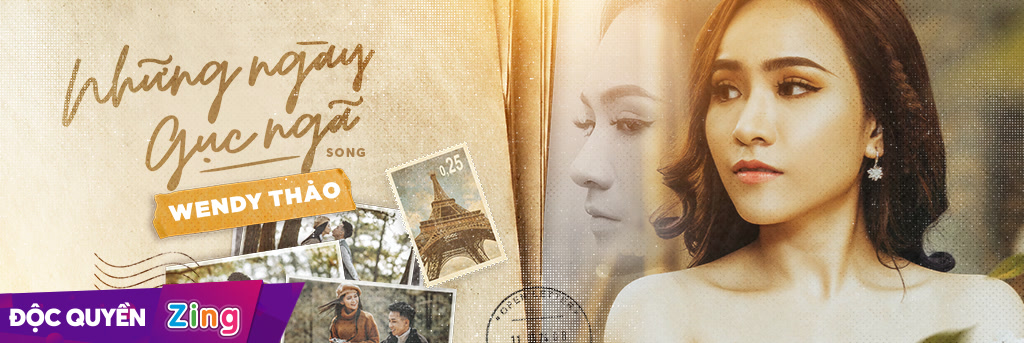 Những ngày
Gục ngã
SONG
WENDY THẢO
0.25
ĐỘC QUYỀN Zing